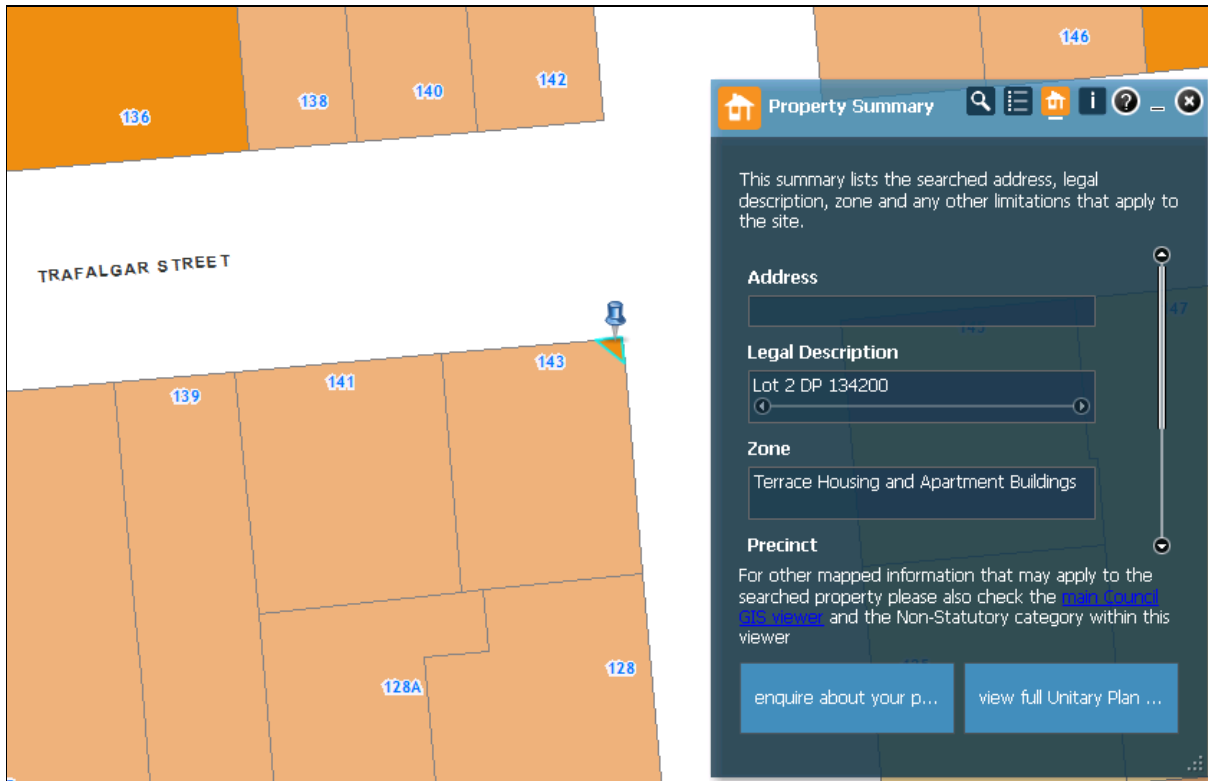 136
138
140
142
146
TRAFALGAR STREET
139
141
143
128A
128
Property Summary
This summary lists the searched address, legal
description, zone and any other limitations that apply to
the site.
Address
143
47
Legal Description
Lot 2 DP 134200
Zone
Terrace Housing and Apartment Buildings
Precinct
For other mapped information that may apply to the
searched property please also check the main Council
GIS viewer and the Non-Statutory category within this
viewer
enquire about your p...
view full Unitary Plan ...